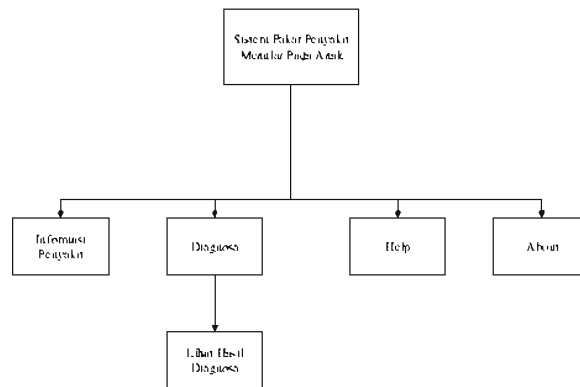 Sistem Pakar Penyakit
Menular Pada Anak
Informasi
Penyakit
Diagnosa
Help
About
Lihat Hasil
Diagnosa